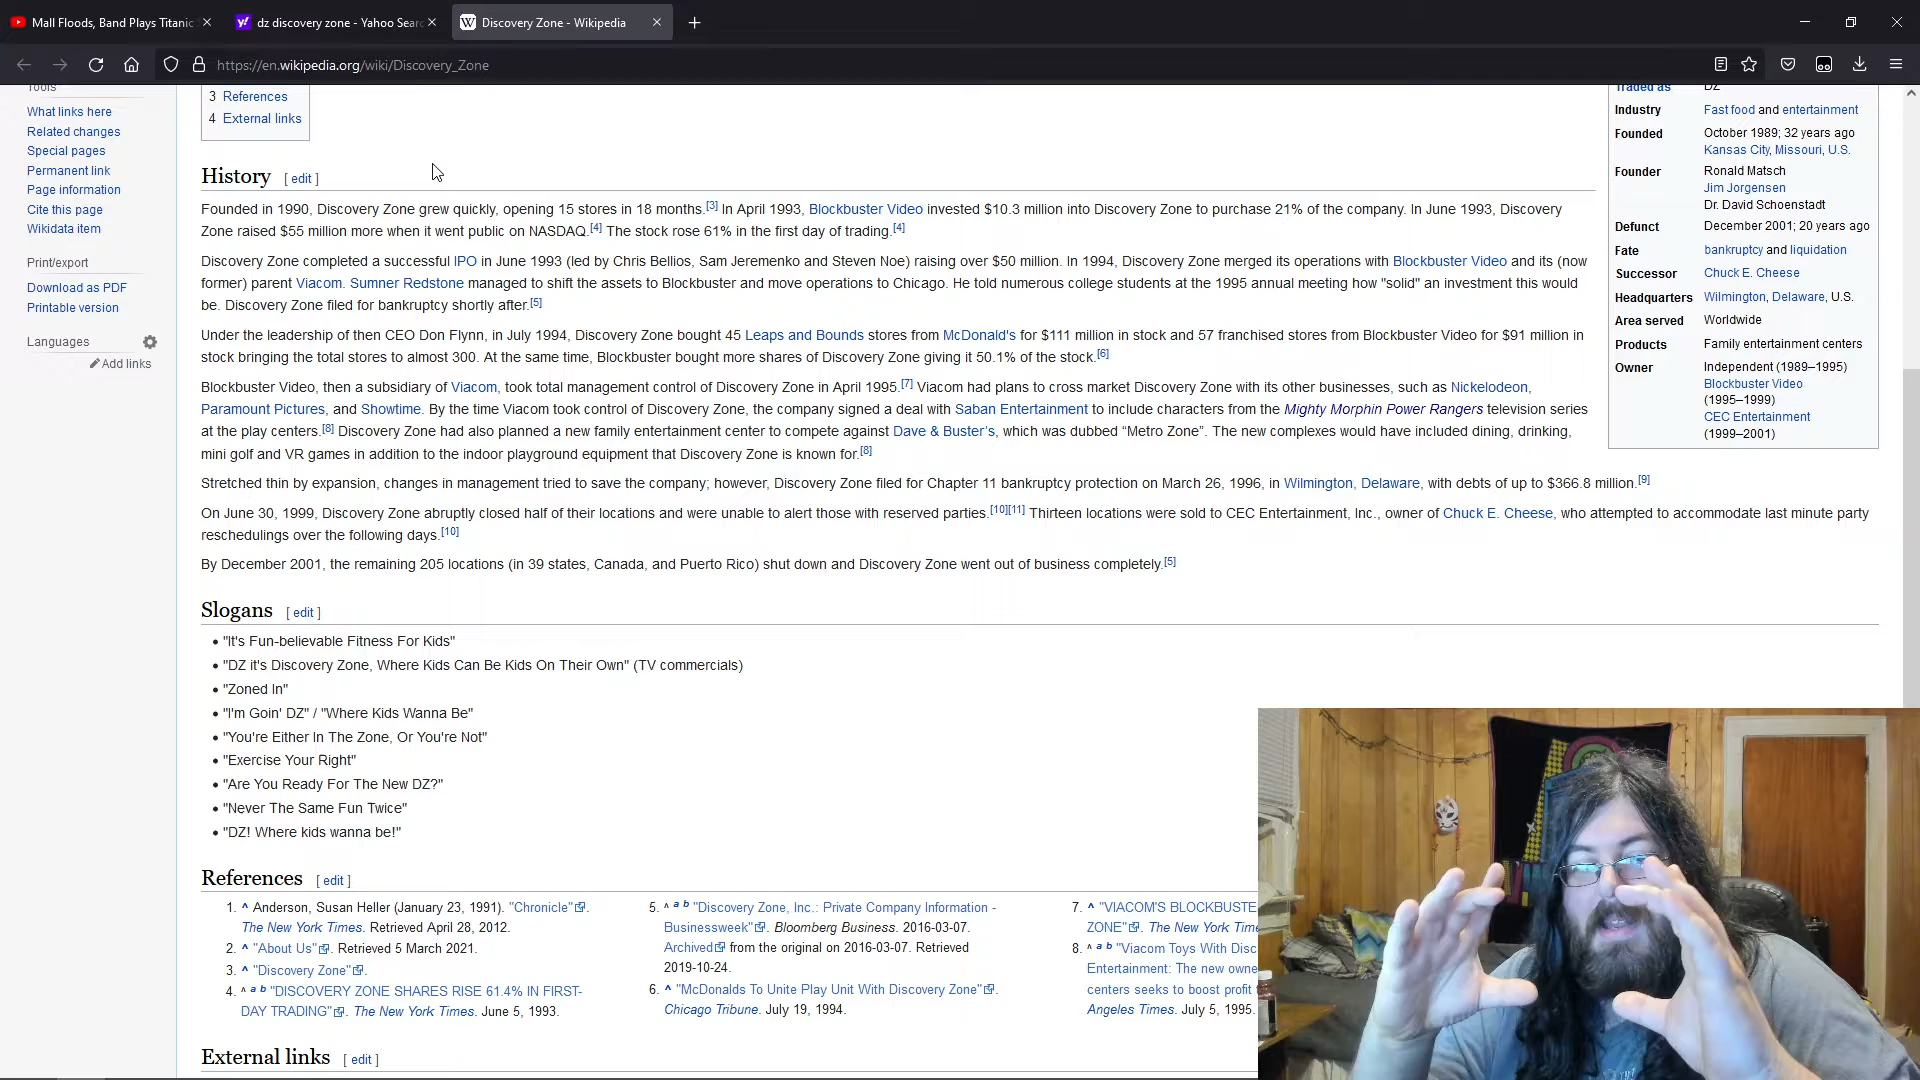 Mall Floods, Band Plays Titanic
dz discovery zone - Yahoo Sear
Discovery Zone - Wikipedia
https://en.wikipedia.org/wiki/Discovery_Zone
Tools
What links here
Related changes
Special pages
Permanent link
Page information
Cite this page
Wikidata item
Print/export
Download as PDF
Printable version
Languages
Add links
3 References
4 External links
History [ edit ]
Founded in 1990, Discovery Zone grew quickly, opening 15 stores in 18 months.[3] In April 1993, Blockbuster Video invested $10.3 million into Discovery Zone to purchase 21% of the company. In June 1993, Discovery
Zone raised $55 million more when it went public on NASDAQ.[4] The stock rose 61% in the first day of trading.[4]
Discovery Zone completed a successful IPO in June 1993 (led by Chris Bellios, Sam Jeremenko and Steven Noe) raising over $50 million. In 1994, Discovery Zone merged its operations with Blockbuster Video and its (now
former) parent Viacom. Sumner Redstone managed to shift the assets to Blockbuster and move operations to Chicago. He told numerous college students at the 1995 annual meeting how "solid" an investment this would
be. Discovery Zone filed for bankruptcy shortly after.[5]
Under the leadership of then CEO Don Flynn, in July 1994, Discovery Zone bought 45 Leaps and Bounds stores from McDonald's for $111 million in stock and 57 franchised stores from Blockbuster Video for $91 million in
stock bringing the total stores to almost 300. At the same time, Blockbuster bought more shares of Discovery Zone giving it 50.1% of the stock.[6]
Blockbuster Video, then a subsidiary of Viacom, took total management control of Discovery Zone in April 1995.[7] Viacom had plans to cross market Discovery Zone with its other businesses, such as Nickelodeon,
Paramount Pictures, and Showtime. By the time Viacom took control of Discovery Zone, the company signed a deal with Saban Entertainment to include characters from the Mighty Morphin Power Rangers television series
at the play centers.[8] Discovery Zone had also planned a new family entertainment center to compete against Dave & Buster's, which was dubbed “Metro Zone”. The new complexes would have included dining, drinking,
mini golf and VR games in addition to the indoor playground equipment that Discovery Zone is known for.[8]
Stretched thin by expansion, changes in management tried to save the company; however, Discovery Zone filed for Chapter 11 bankruptcy protection on March 26, 1996, in Wilmington, Delaware, with debts of up to $366.8 million.[9]
On June 30, 1999, Discovery Zone abruptly closed half of their locations and were unable to alert those with reserved parties.[10][11] Thirteen locations were sold to CEC Entertainment, Inc., owner of Chuck E. Cheese, who attempted to accommodate last minute party
reschedulings over the following days.[10]
By December 2001, the remaining 205 locations (in 39 states, Canada, and Puerto Rico) shut down and Discovery Zone went out of business completely.[5]
Traded as DZ
Industry Fast food and entertainment
Founded October 1989; 32 years ago
Kansas City, Missouri, U.S.
Founder Ronald Matsch
Jim Jorgensen
Dr. David Schoenstadt
Defunct December 2001; 20 years ago
Fate bankruptcy and liquidation
Successor Chuck E. Cheese
Headquarters Wilmington, Delaware, U.S.
Area served Worldwide
Products Family entertainment centers
Owner Independent (1989–1995)
Blockbuster Video
(1995–1999)
CEC Entertainment
(1999–2001)
Slogans [ edit ]
• "It's Fun-believable Fitness For Kids"
• "DZ it's Discovery Zone, Where Kids Can Be Kids On Their Own" (TV commercials)
• "Zoned In"
• "I'm Goin' DZ" / "Where Kids Wanna Be"
• "You're Either In The Zone, Or You're Not"
• "Exercise Your Right"
• "Are You Ready For The New DZ?"
• "Never The Same Fun Twice"
• "DZ! Where kids wanna be!"
References [ edit ]
1. ^ Anderson, Susan Heller (January 23, 1991). "Chronicle".
The New York Times. Retrieved April 28, 2012.
2. ^ "About Us". Retrieved 5 March 2021.
3. ^ "Discovery Zone".
4. ^ a b "DISCOVERY ZONE SHARES RISE 61.4% IN FIRST-
DAY TRADING". The New York Times. June 5, 1993.
5. ^ a b "Discovery Zone, Inc.: Private Company Information -
Businessweek". Bloomberg Business. 2016-03-07.
Archived from the original on 2016-03-07. Retrieved
2019-10-24.
6. ^ "McDonalds To Unite Play Unit With Discovery Zone".
Chicago Tribune. July 19, 1994.
7. ^ "VIACOM'S BLOCKBUSTE
ZONE". The New York Time
8. ^ a b "Viacom Toys With Disc
Entertainment: The new owne
centers seeks to boost profit
Angeles Times. July 5, 1995.
External links [ edit ]